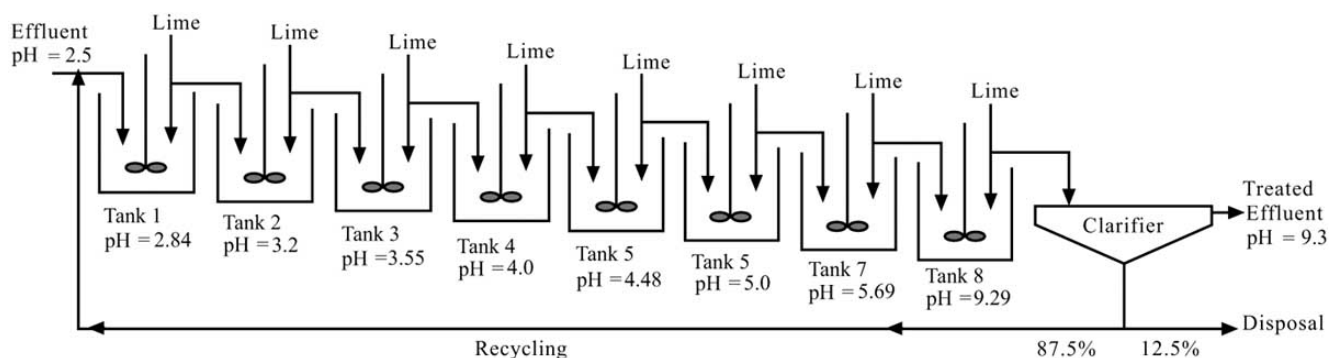 Effluent
pH = 2.5
Lime
Lime
Lime
Lime
Lime
Lime
Lime
Lime
Tank 1
pH =2.84
Tank 2
pH =3.2
Tank 3
pH =3.55
Tank 4
pH =4.0
Tank 5
pH =4.48
Tank 5
pH =5.0
Tank 7
pH =5.69
Tank 8
pH =9.29
Clarifier
Treated
Effluent
pH = 9.3
Disposal
Recycling
87.5%
12.5%